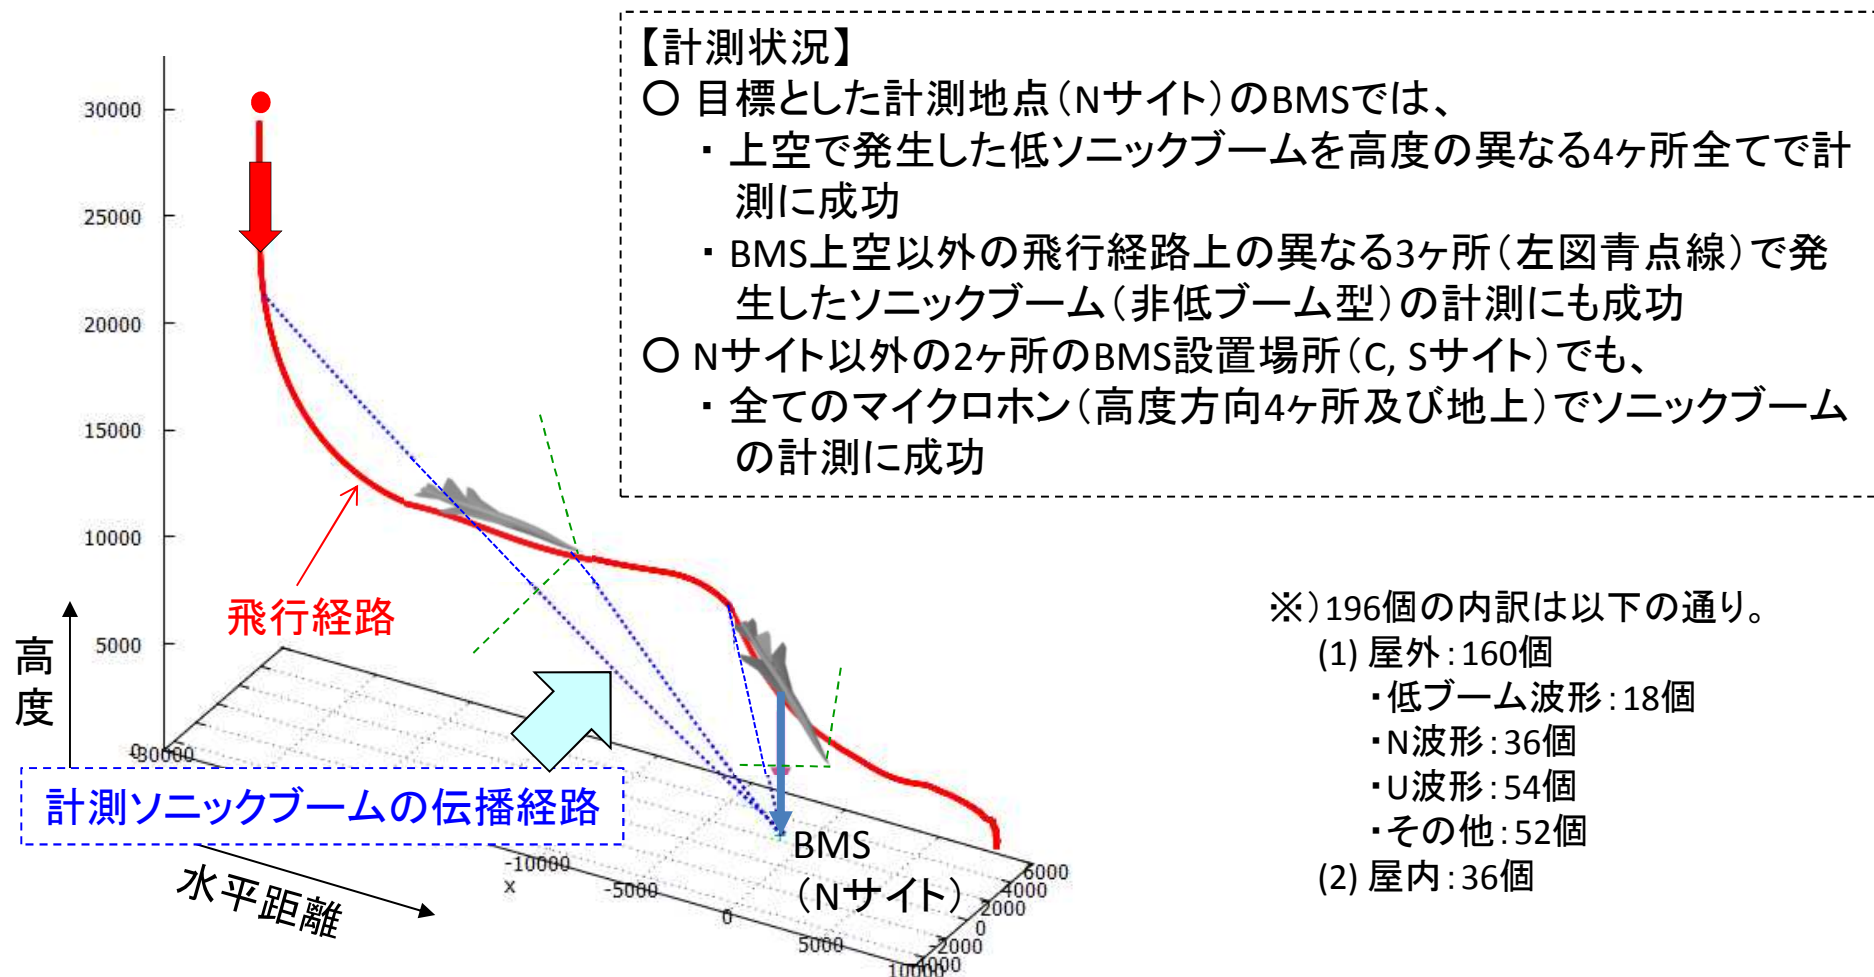 【計測状況】
○ 目標とした計測地点(Nサイト)のBMSでは、
・上空で発生した低ソニックブームを高度の異なる4ヶ所全てで計
測に成功
・BMS上空以外の飛行経路上の異なる3ヶ所(左図青点線)で発
生したソニックブーム(非低ブーム型)の計測にも成功
○ Nサイト以外の2ヶ所のBMS設置場所(C, Sサイト)でも、
・全てのマイクロホン(高度方向4ヶ所及び地上)でソニックブーム
の計測に成功
30000
25000
20000
15000
10000
5000
0
高度
飛行経路
-30000
計測ソニックブームの伝播経路
水平距離
-10000
x
-5000
0
5000
10000
BMS
(Nサイト)
6000
4000
2000
0
-2000
-4000
※)196個の内訳は以下の通り。
(1) 屋外:160個
・低ブーム波形:18個
・N波形:36個
・U波形:54個
・その他:52個
(2) 屋内:36個